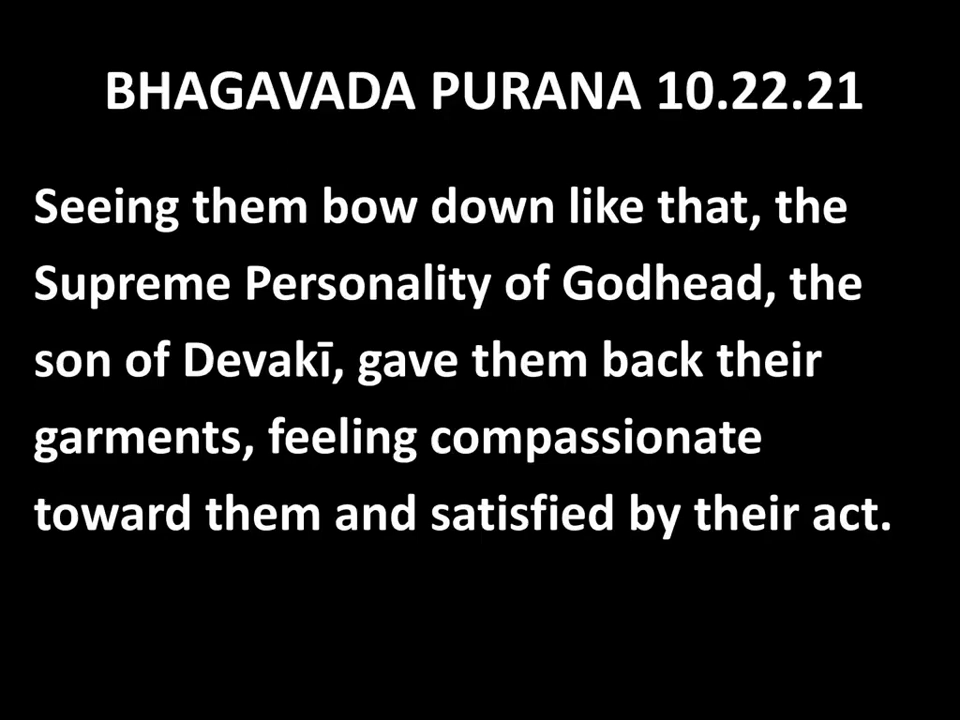 BHAGAVADA PURANA 10.22.21
Seeing them bow down like that, the
Supreme Personality of Godhead, the
son of Devakī, gave them back their
garments, feeling compassionate
toward them and satisfied by their act.